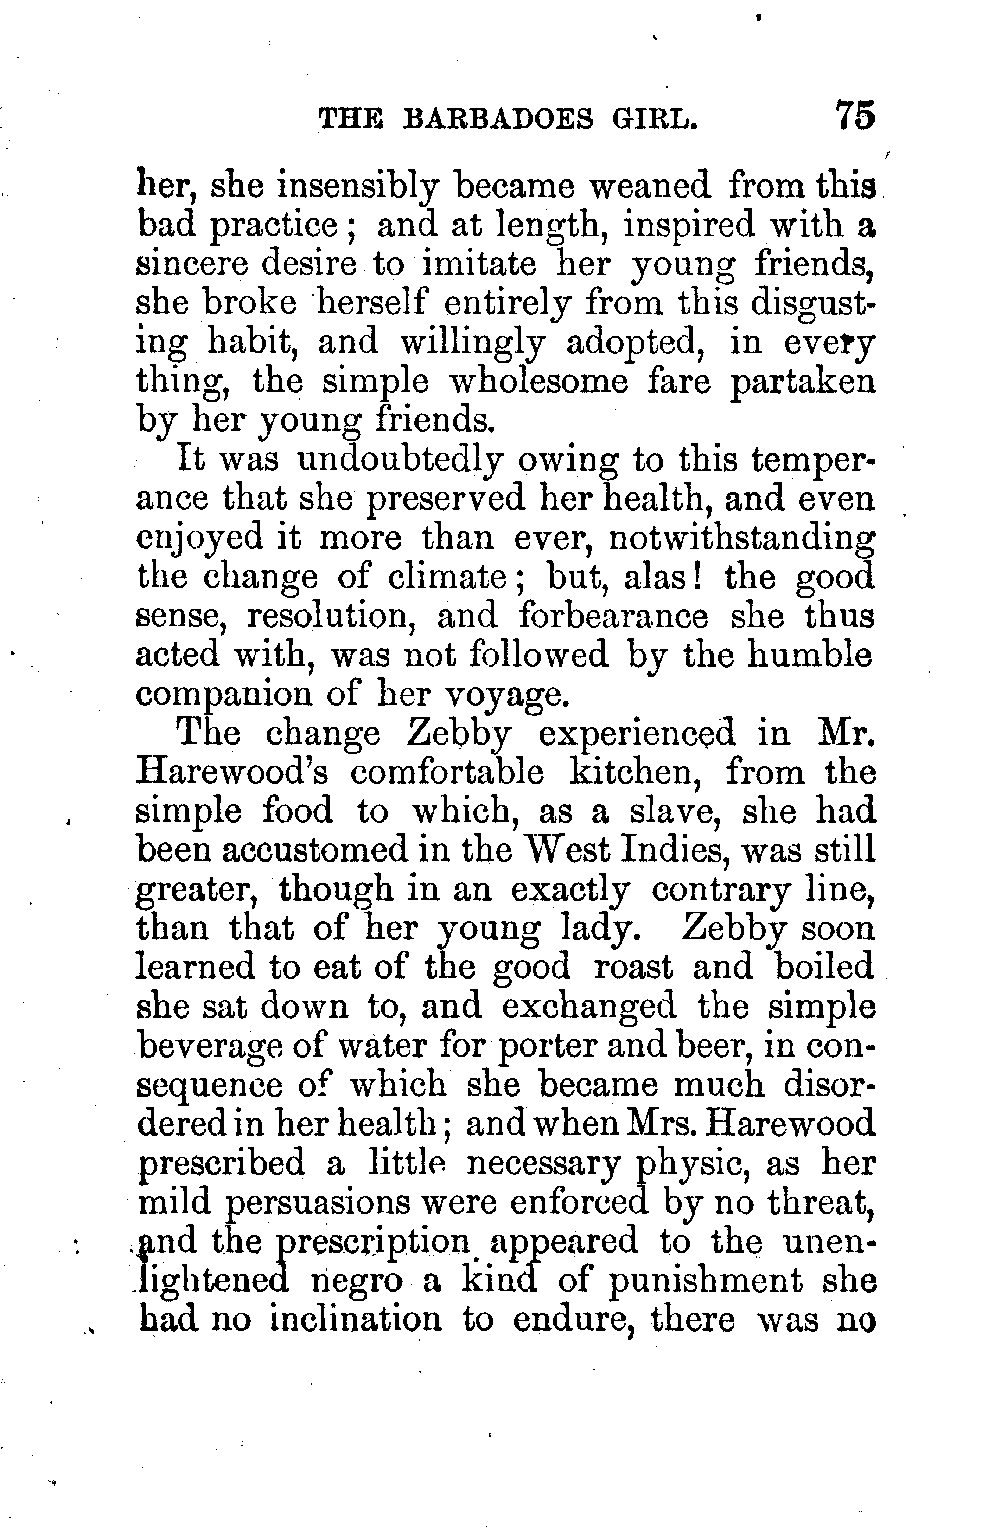 THE BARBADOES GIRL. 75
her, she insensibly became weaned from this
bad practice ; and at length, inspired with a
sincere desire to imitate her young friends,
she broke herself entirely from this disgust-
ing habit, and willingly adopted, in every
thing, the simple wholesome fare partaken
by her young friends.
It was undoubtedly owing to this temper-
ance that she preserved her health, and even
enjoyed it more than ever, notwithstanding
the change of climate ; but, alas! the good
sense, resolution, and forbearance she thus
acted with, was not followed by the humble
companion of her voyage.
The change Zebby experienced in Mr.
Harewood's comfortable kitchen, from the
simple food to which, as a slave, she had
been accustomed in the West Indies, was still
greater, though in an exactly contrary line,
than that of her young lady. Zebby soon
learned to eat of the good roast and boiled
she sat down to, and exchanged the simple
beverage of water for porter and beer, in con-
sequence of which she became much disor-
dered in her health ; and when Mrs. Harewood
prescribed a little necessary physic, as her
mild persuasions were enforced by no threat,
and the prescription appeared to the unen-
lightened negro a kind of punishment she
had no inclination to endure, there was no